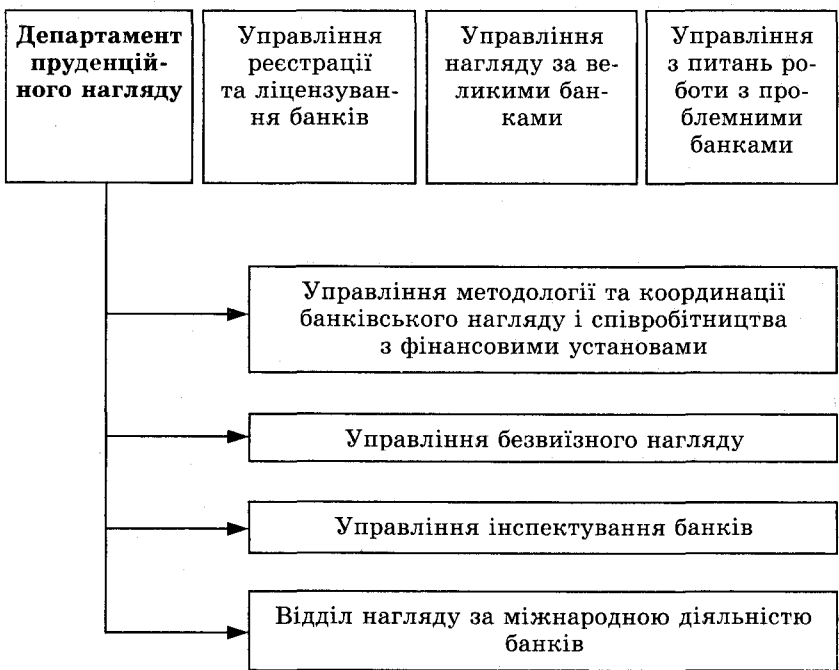 Департамент
пруденцій-
ного нагляду
Управління
реєстрації
та ліцензуван-
ня банків
Управління
нагляду за ве-
ликими бан-
ками
Управління
з питань ро-
боти з про-
блемними
банками
Управління методології та координації
банківського нагляду і співробітництва
з фінансовими установами
Управління безвиїзного нагляду
Управління інспектування банків
Відділ нагляду за міжнародною діяльністю
банків